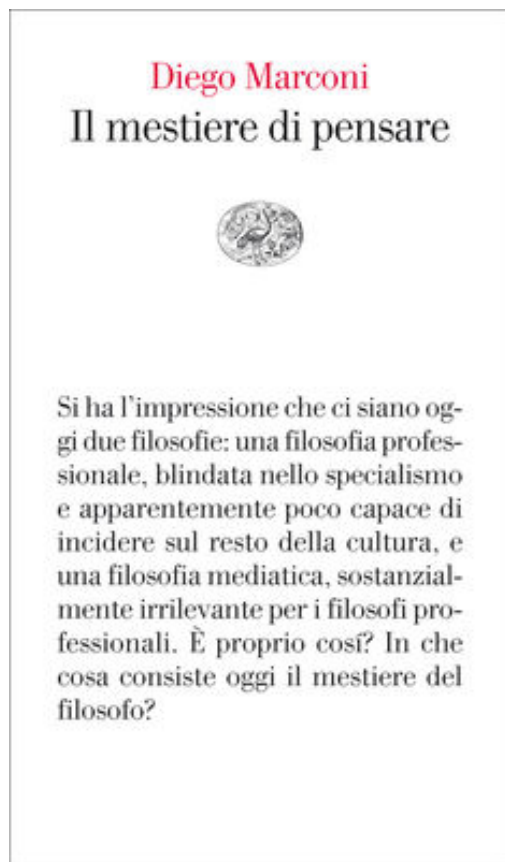 Diego Marconi
Il mestiere di pensare
Si ha l'impressione che ci siano og-
gi due filosofie: una filosofia profes-
sionale, blindata nello specialismo
e apparentemente poco capace di
incidere sul resto della cultura, e
una filosofia mediatica, sostanzial-
mente irrilevante per i filosofi pro-
fessionali. È proprio cosí? In che
cosa consiste oggi il mestiere del
filosofo?